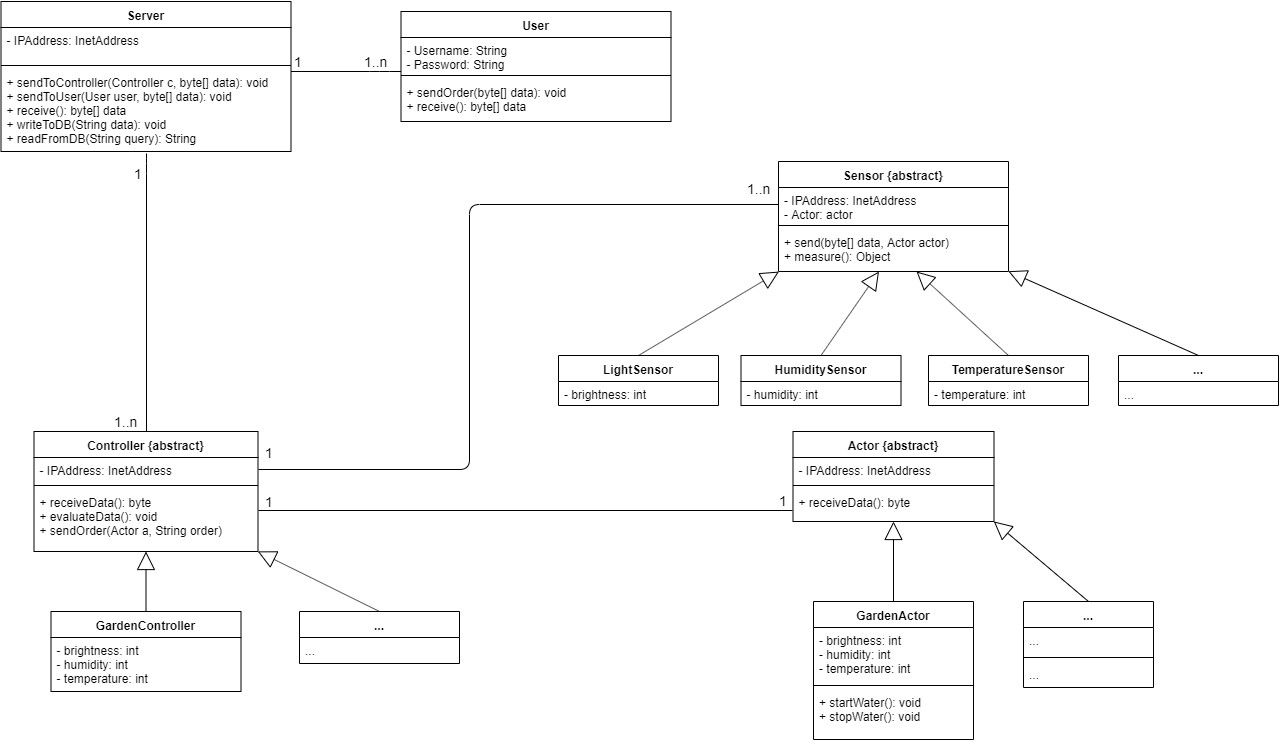 Server
- IPAddress: InetAddress
+ sendToController(Controller c, byte[] data): void
+ sendToUser(User user, byte[] data): void
+ receive(): byte[] data
+ writeToDB(String data): void
+ readFromDB(String query): String
1
1..n
User
- Username: String
- Password: String
+ sendOrder(byte[] data): void
+ receive(): byte[] data
1
1..n
1..n
Sensor {abstract}
- IPAddress: InetAddress
- Actor: actor
+ send(byte[] data, Actor actor)
+ measure(): Object
LightSensor
- brightness: int
HumiditySensor
- humidity: int
TemperatureSensor
- temperature: int
...
...
Controller {abstract}
- IPAddress: InetAddress
+ receiveData(): byte
+ evaluateData(): void
+ sendOrder(Actor a, String order)
1
1
1
Actor {abstract}
- IPAddress: InetAddress
+ receiveData(): byte
GardenController
- brightness: int
- humidity: int
- temperature: int
...
...
GardenActor
- brightness: int
- humidity: int
- temperature: int
+ startWater(): void
+ stopWater(): void
...
...
...